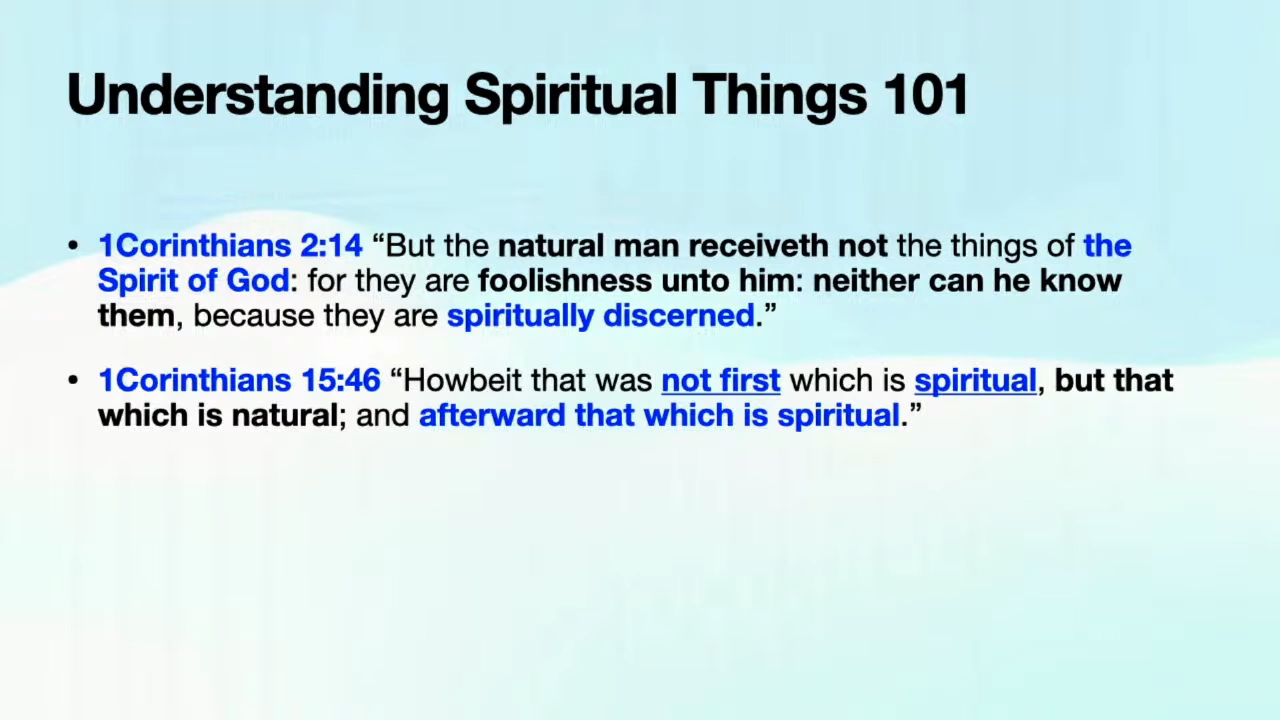 Understanding Spiritual Things 101
• 1Corinthians 2:14 “But the natural man receiveth not the things of the
Spirit of God: for they are foolishness unto him: neither can he know
them, because they are spiritually discerned.”
• 1Corinthians 15:46 “Howbeit that was not first which is spiritual, but that
which is natural; and afterward that which is spiritual.”